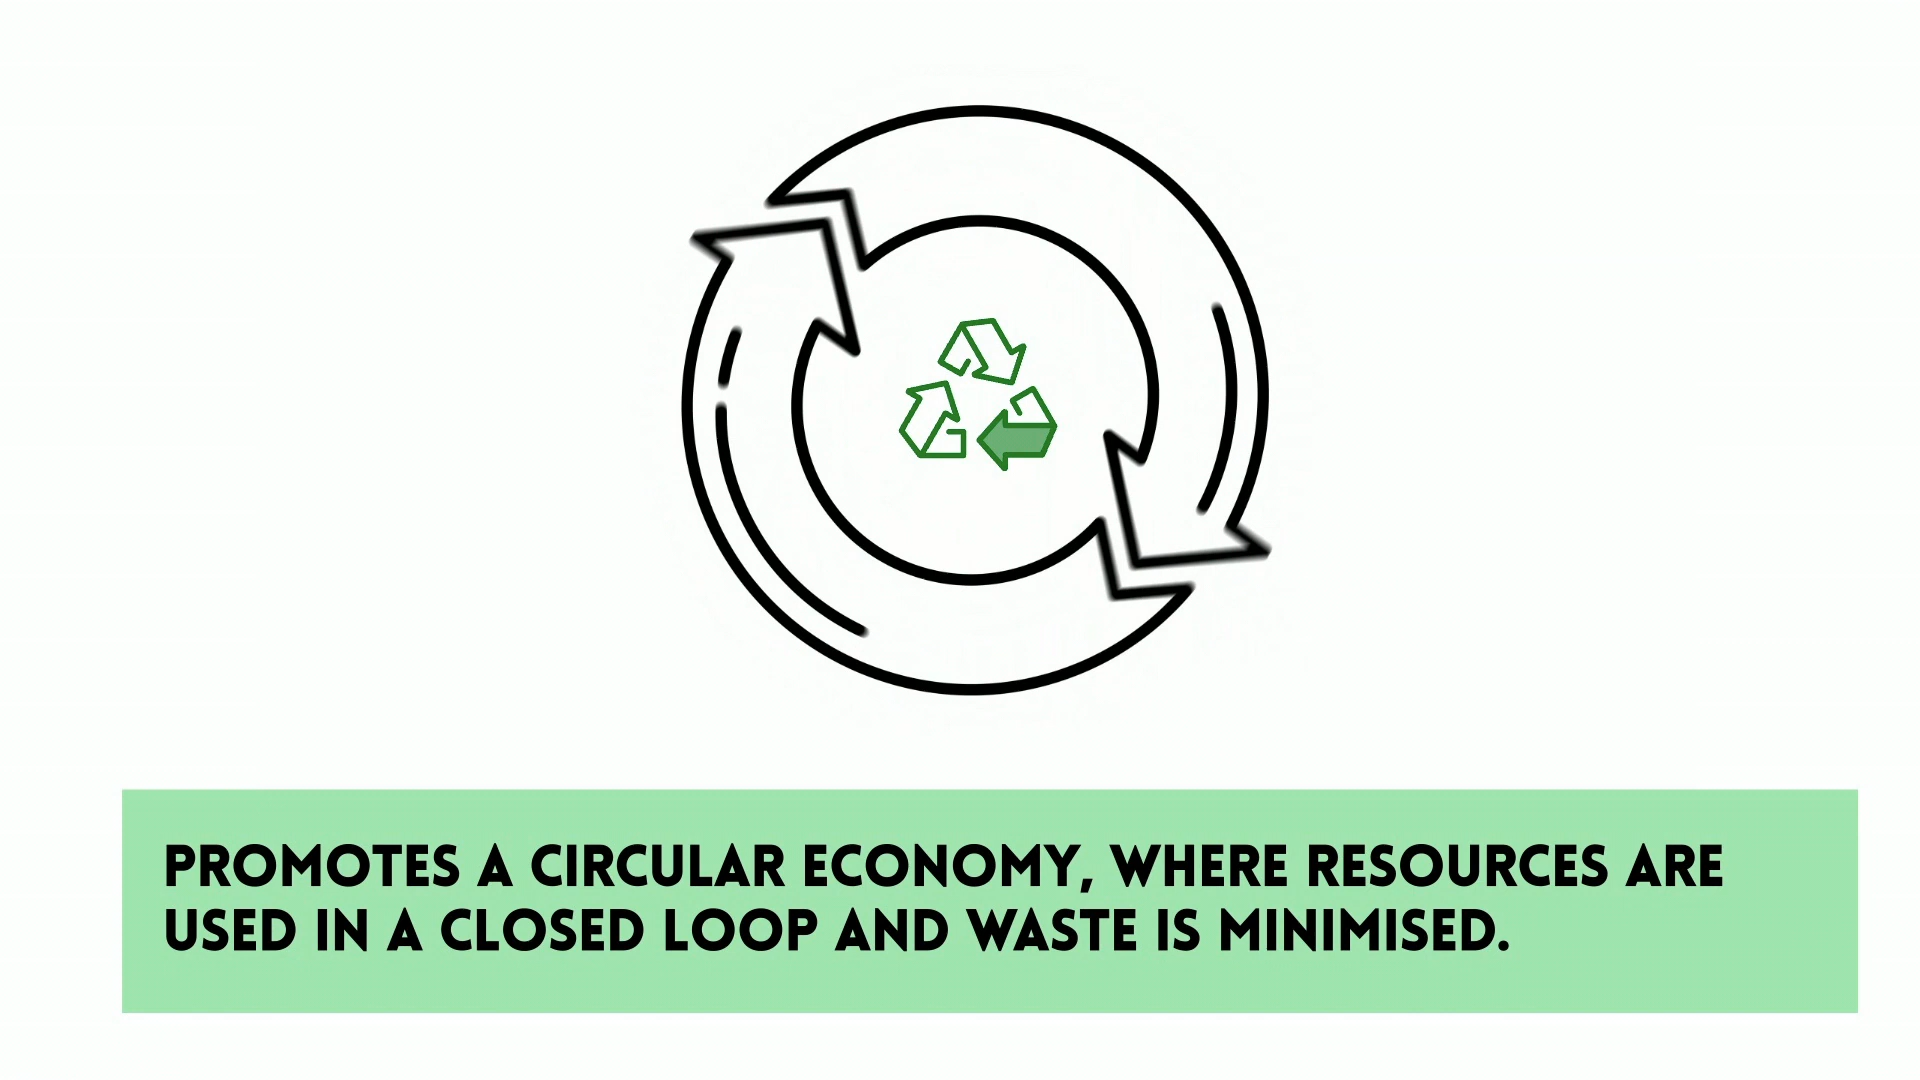 PROMOTES A CIRCULAR ECONOMY, WHERE RESOURCES ARE
USED IN A CLOSED LOOP AND WASTE IS MINIMISED.